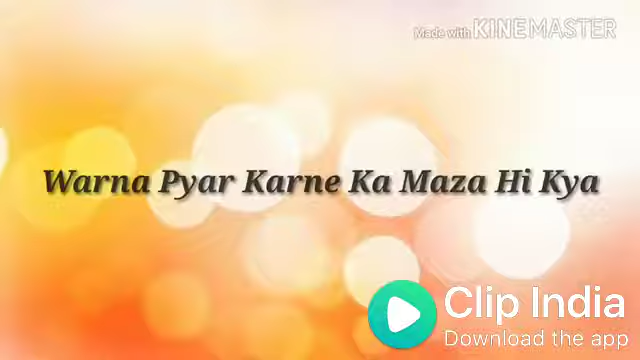 Made with KINEMASTER
Warna Pyar Karne Ka Maza Hi Kya
Clip India
Download the app